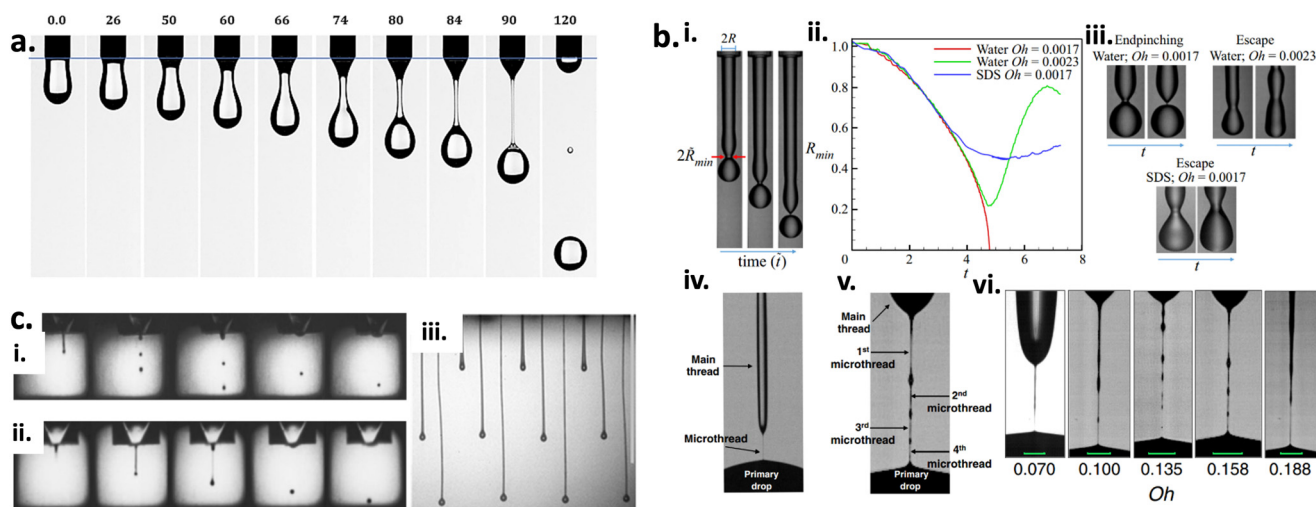 0.0 26 50 60 66 74 80 84 90 120
a.
b. i.
2R
2R̃min
time (t̃)
ii.
1.0
0.8
0.6
0.4
0.2
0.0
Rmin
0 2 4 6 8
t
Water Oh = 0.0017
Water Oh = 0.0023
SDS Oh = 0.0017
iii.
Endpinching
Water; Oh = 0.0017
t
Escape
Water; Oh = 0.0023
t
Escape
SDS; Oh = 0.0017
t
iv.
Main
thread
Microthread
Primary
drop
v.
Main
thread
1st
microthread
2nd
microthread
3rd
microthread
4th
microthread
Primary
drop
vi.
0.070 0.100 0.135 0.158 0.188
Oh
c.
i.
ii.
iii.